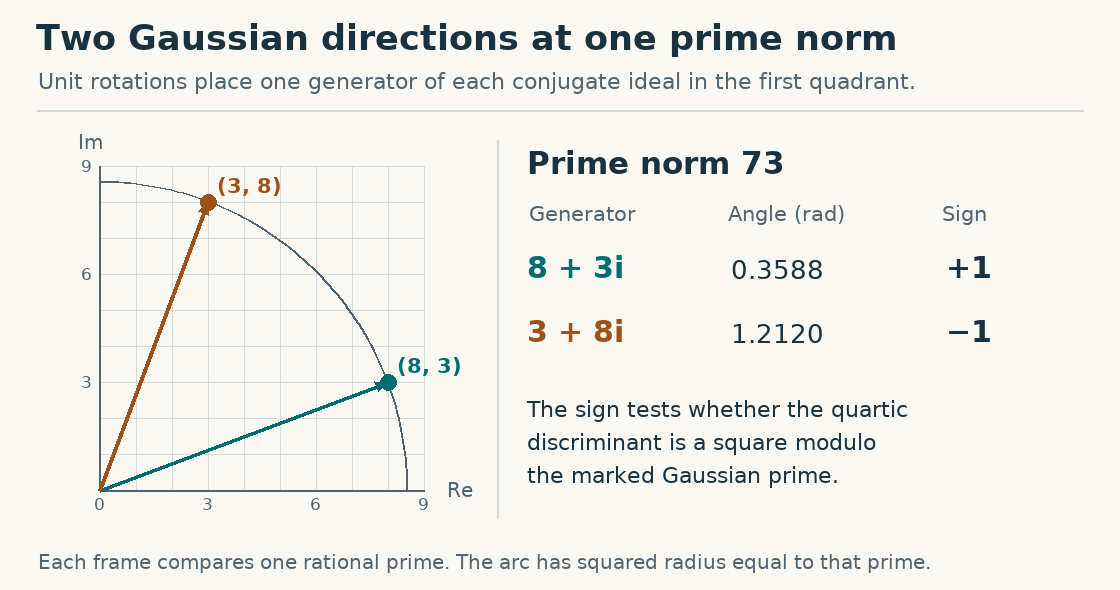 Two Gaussian directions at one prime norm
Unit rotations place one generator of each conjugate ideal in the first quadrant.
Im
9
(3, 8)
6
(8, 3)
3
Re
0 3 6 9
Prime norm 73
Generator Angle (rad) Sign
8 + 3i 0.3588 +1
3 + 8i 1.2120 −1
The sign tests whether the quartic
discriminant is a square modulo
the marked Gaussian prime.
Each frame compares one rational prime. The arc has squared radius equal to that prime.